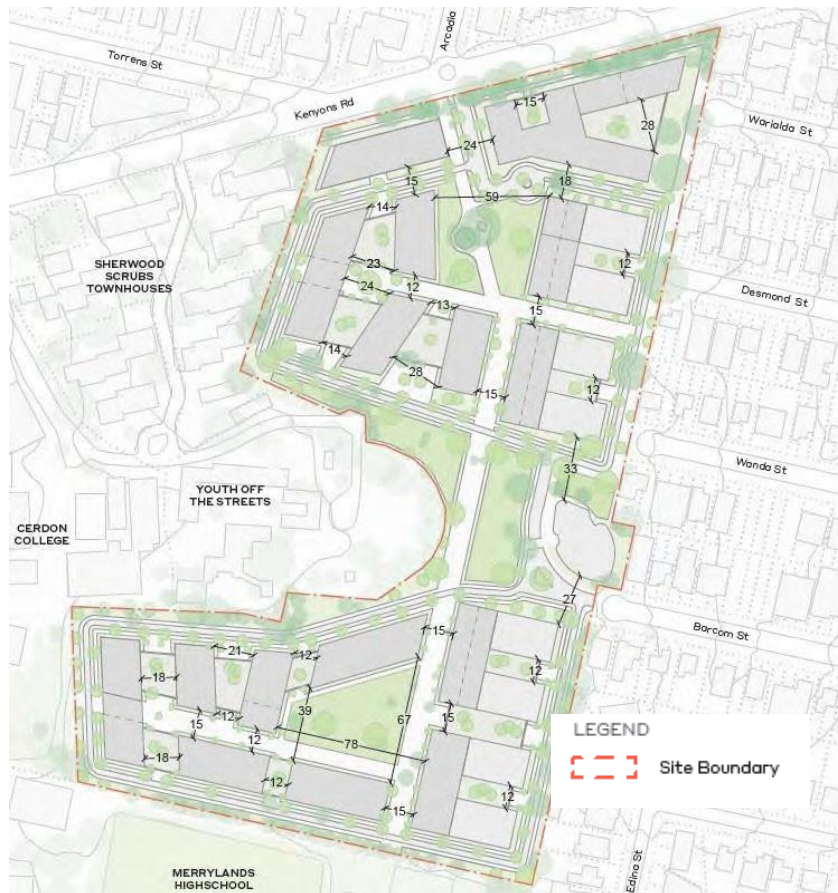 Torrens St
Arcadia
Kenyons Rd
Warialda St
15
28
24
15
18
14
59
SHERWOOD
SCRUBS
TOWNHOUSES
23
12
24
12
Desmond St
13
15
14
28
15
12
33
Wanda St
YOUTH OFF
THE STREETS
CERDON
COLLEGE
27
Barcom St
15
21
12
12
18
39
67
12
15
15
12
78
LEGEND
Site Boundary
18
12
12
15
MERRYLANDS
HIGHSCHOOL
Edina St